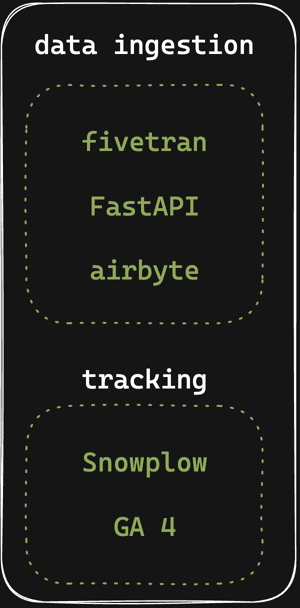 data ingestion
fivetran
FastAPI
airbyte
tracking
Snowplow
GA 4